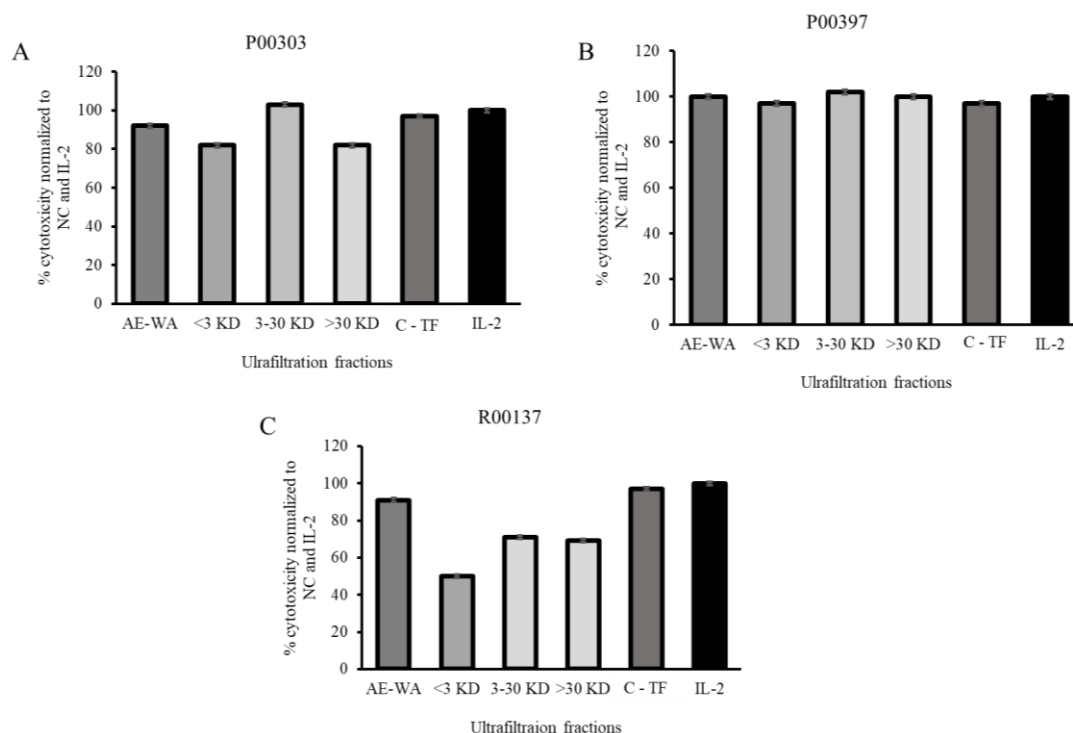 A
P00303
% cytotoxicity normalized to
NC and IL-2
120
100
80
60
40
20
0
AE-WA <3 KD 3-30 KD >30 KD C - TF IL-2
Ulrafiltration fractions
B
P00397
% cytotoxicity normalized to
NC and IL-2
120
100
80
60
40
20
0
AE-WA <3 KD 3-30 KD >30 KD C - TF IL-2
Ulrafiltration fractions
C
R00137
% cytotoxicity normalized to
NC and IL-2
120
100
80
60
40
20
0
AE-WA <3 KD 3-30 KD >30 KD C - TF IL-2
Ultrafiltraion fractions